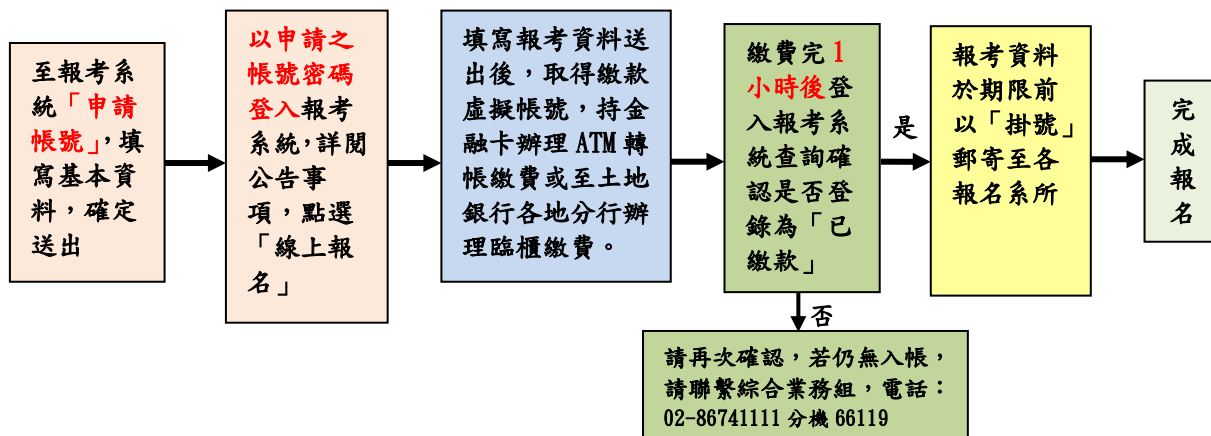 至報考系
統「申請
帳號」，填
寫基本資
料，確定
送出
以申請之
帳號密碼
登入報考
系統，詳閱
公告事
項，點選
「線上報
名」
填寫報考資料送
出後，取得繳款
虛擬帳號，持金
融卡辦理 ATM 轉
帳繳費或至土地
銀行各地分行辦
理臨櫃繳費。
繳費完 1
小時後登
入報考系
統查詢確
認是否登
錄為「已
繳款」
是
報考資料
於期限前
以「掛號」
郵寄至各
報名系所
完成報名
否
請再次確認，若仍無入帳，
請聯繫綜合業務組，電話：
02-86741111 分機 66119